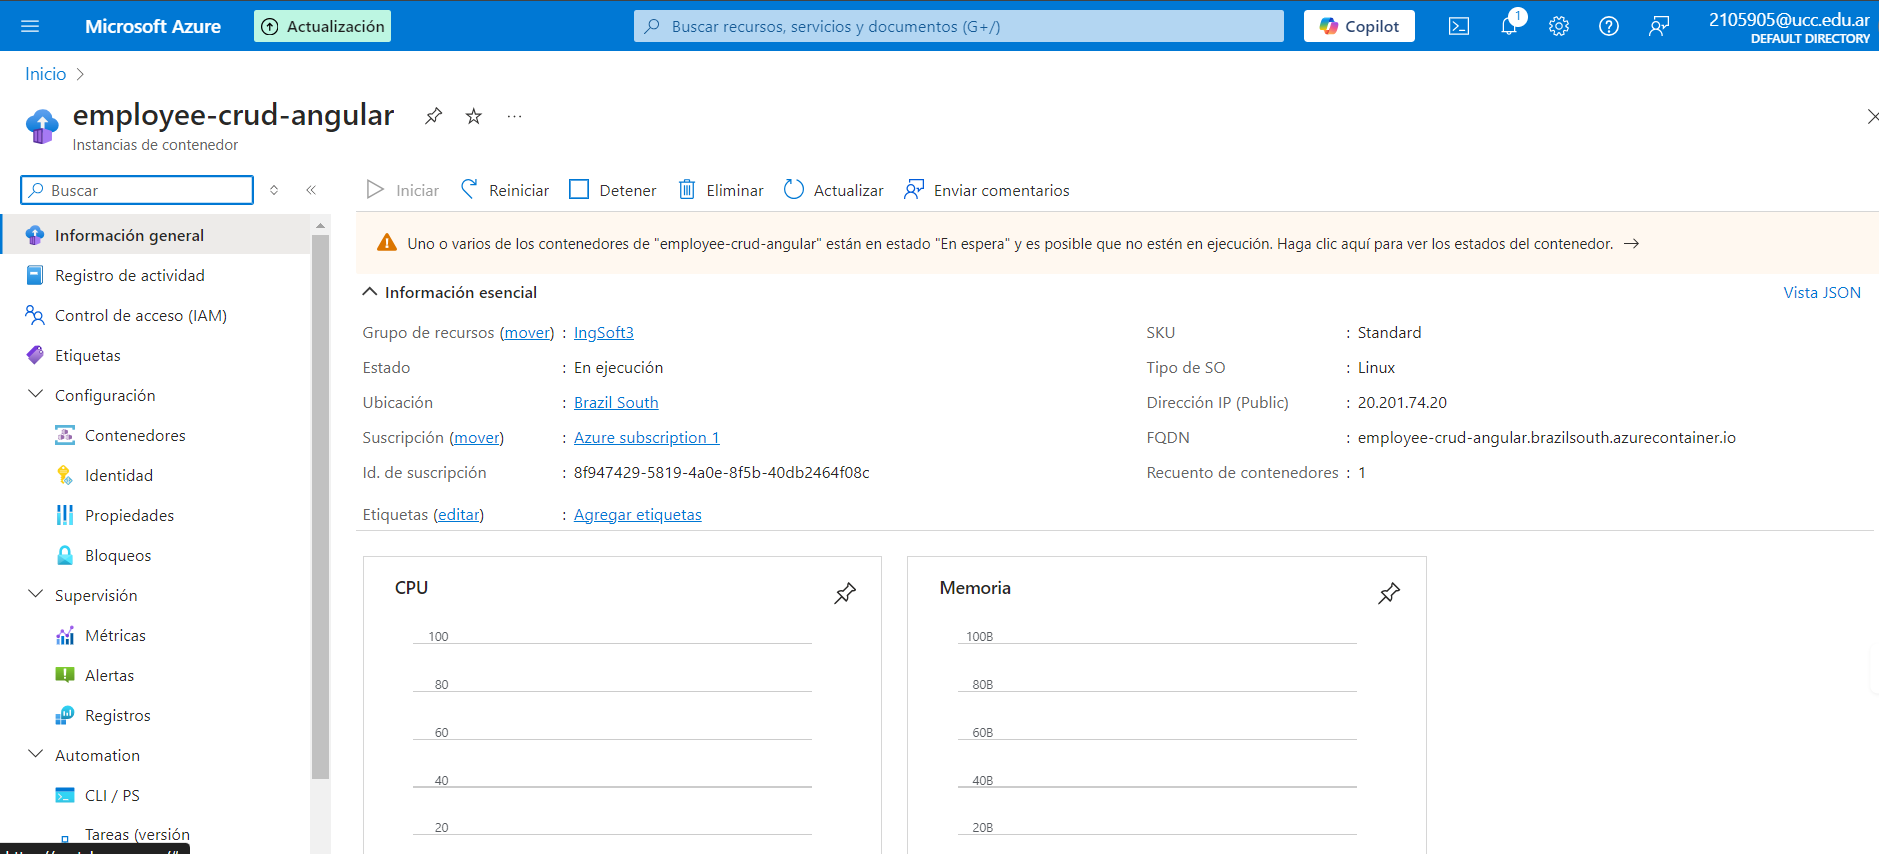 Microsoft Azure
Actualización
Buscar recursos, servicios y documentos (G+/)
Copilot
1
2105905@ucc.edu.ar
DEFAULT DIRECTORY
Inicio
employee-crud-angular
Instancias de contenedor
Buscar
Iniciar
Reiniciar
Detener
Eliminar
Actualizar
Enviar comentarios
Información general
Registro de actividad
Control de acceso (IAM)
Etiquetas
Configuración
Contenedores
Identidad
Propiedades
Bloqueos
Supervisión
Métricas
Alertas
Registros
Automation
CLI / PS
Tareas (versión
Uno o varios de los contenedores de "employee-crud-angular" están en estado "En espera" y es posible que no estén en ejecución. Haga clic aquí para ver los estados del contenedor. →
Información esencial
Vista JSON
Grupo de recursos (mover) : IngSoft3
Estado : En ejecución
Ubicación : Brazil South
Suscripción (mover) : Azure subscription 1
Id. de suscripción : 8f947429-5819-4a0e-8f5b-40db2464f08c
Etiquetas (editar) : Agregar etiquetas
SKU : Standard
Tipo de SO : Linux
Dirección IP (Public) : 20.201.74.20
FQDN : employee-crud-angular.brazilsouth.azurecontainer.io
Recuento de contenedores : 1
CPU
100
80
60
40
20
Memoria
100B
80B
60B
40B
20B